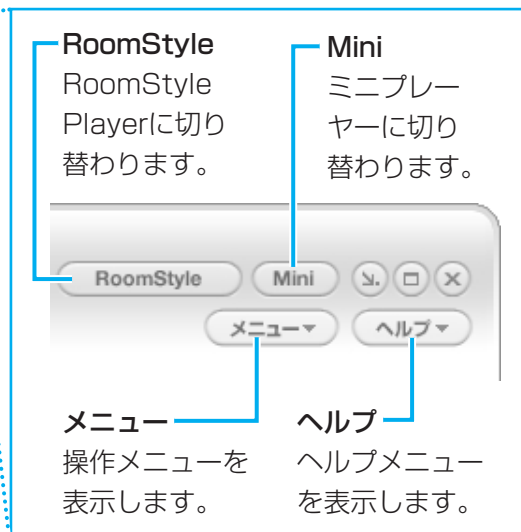 RoomStyle
RoomStyle
Playerに切り
替わります。
Mini
ミニプレー
ヤーに切り
替わります。
RoomStyle
Mini
メニュー▼
ヘルプ▼
メニュー
操作メニューを
表示します。
ヘルプ
ヘルプメニュー
を表示します。